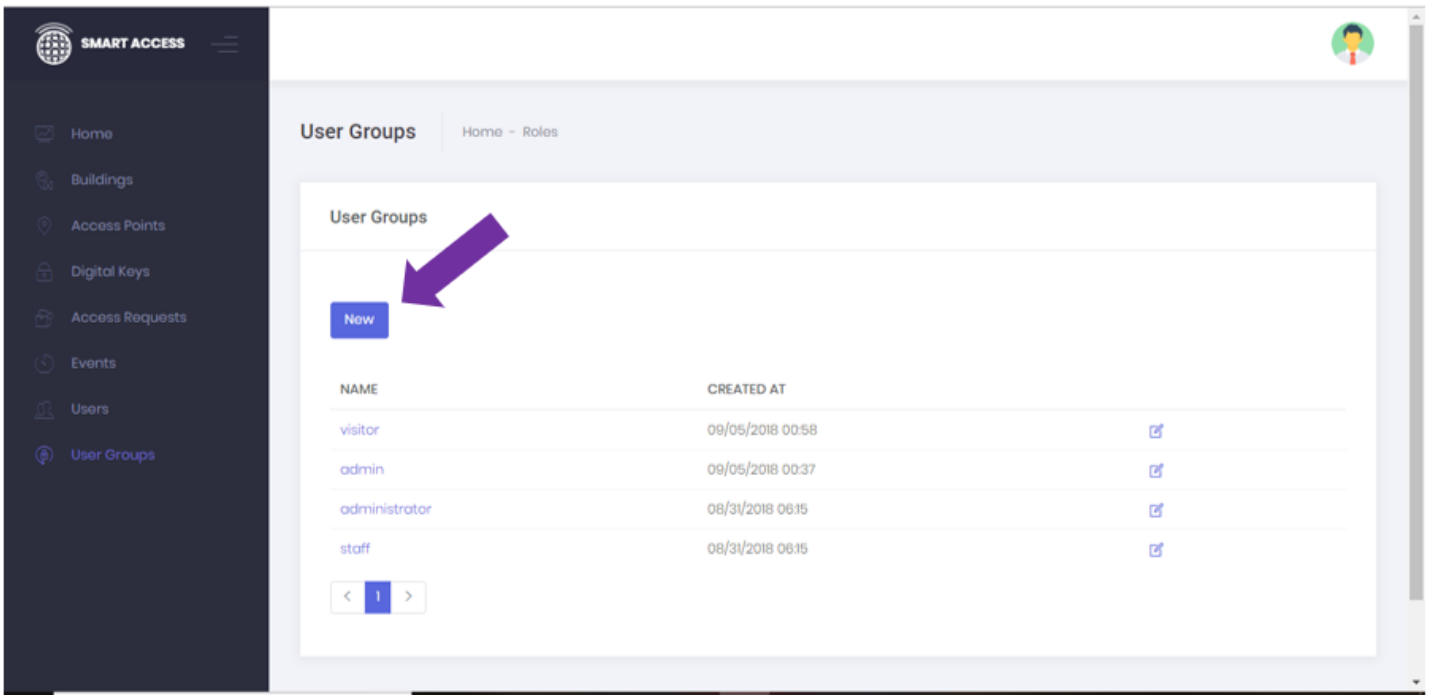 SMART ACCESS
Home
Buildings
Access Points
Digital Keys
Access Requests
Events
Users
User Groups
User Groups Home - Roles
User Groups
New
NAME CREATED AT
visitor 09/05/2018 00:58
admin 09/05/2018 00:37
administrator 08/31/2018 06:15
staff 08/31/2018 06:15
< 1 >